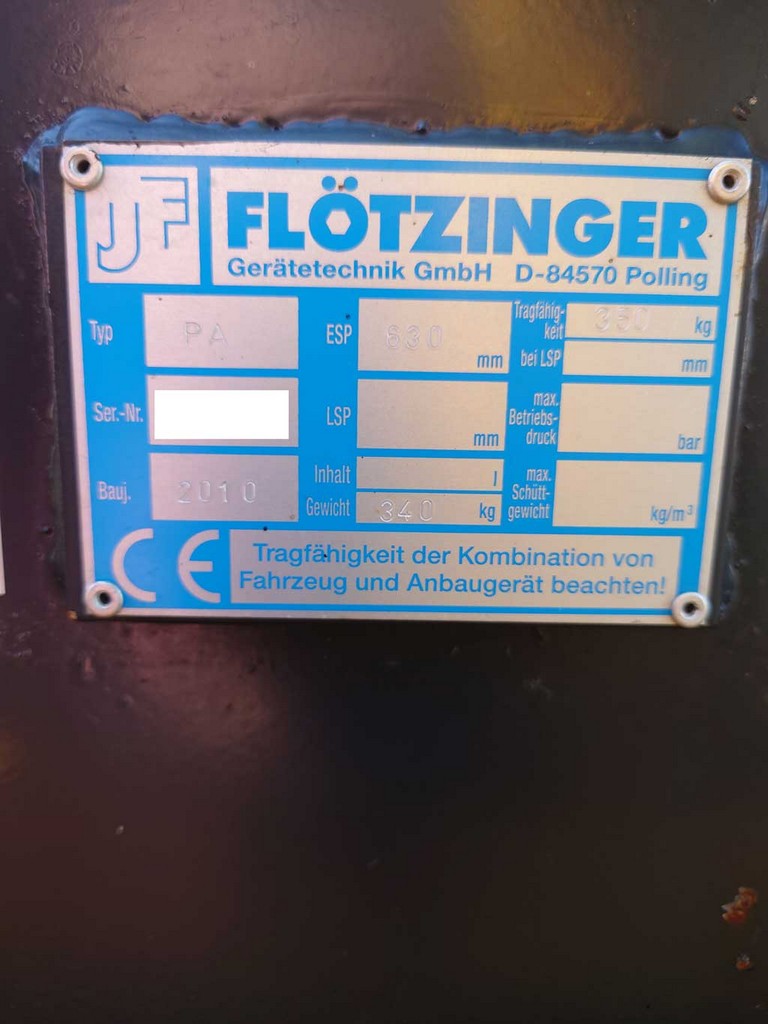 JF
FLÖTZINGER
Gerätetechnik GmbH D-84570 Polling
Typ PA
ESP 630 mm
Tragfähig-
keit 350 kg
bei LSP mm
Ser.-Nr.
LSP mm
max.
Betriebs-
druck bar
Bauj. 2010
Inhalt l
Gewicht 340 kg
max.
Schütt-
gewicht kg/m³
CE
Tragfähigkeit der Kombination von
Fahrzeug und Anbaugerät beachten!